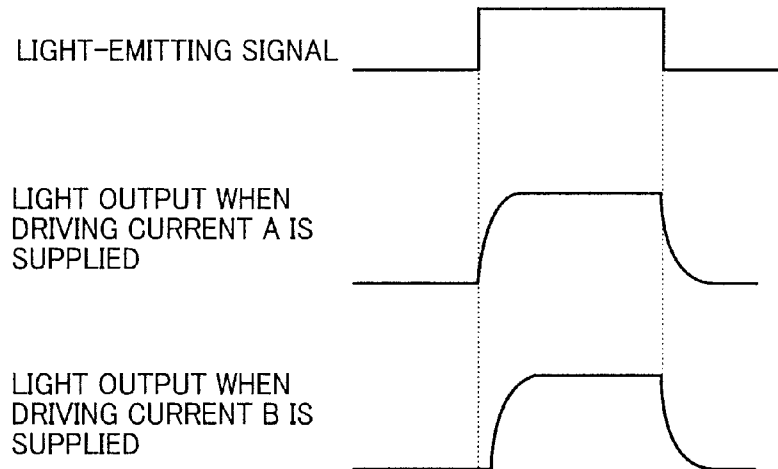 LIGHT-EMITTING SIGNAL
LIGHT OUTPUT WHEN
DRIVING CURRENT A IS
SUPPLIED
LIGHT OUTPUT WHEN
DRIVING CURRENT B IS
SUPPLIED